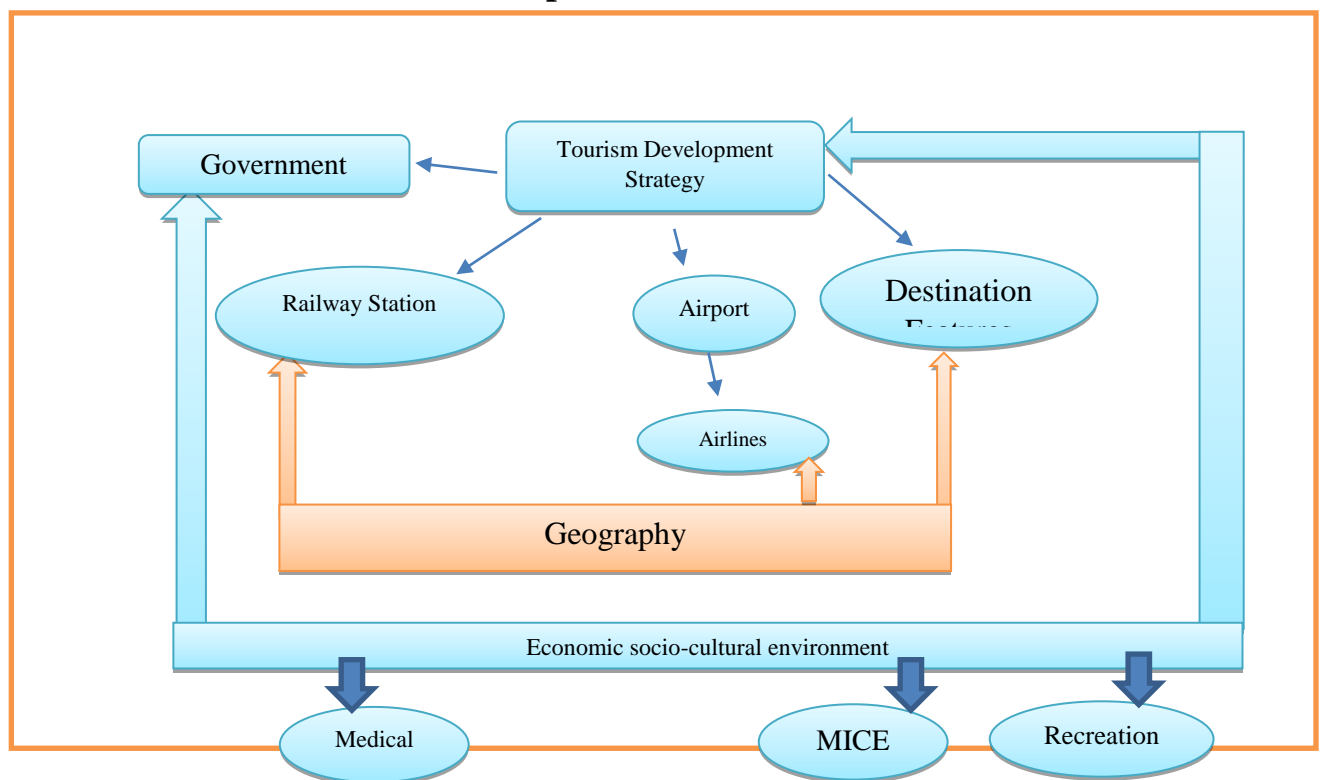 Government
Tourism Development
Strategy
Railway Station
Airport
Destination
Airlines
Geography
Economic socio-cultural environment
Medical
MICE
Recreation